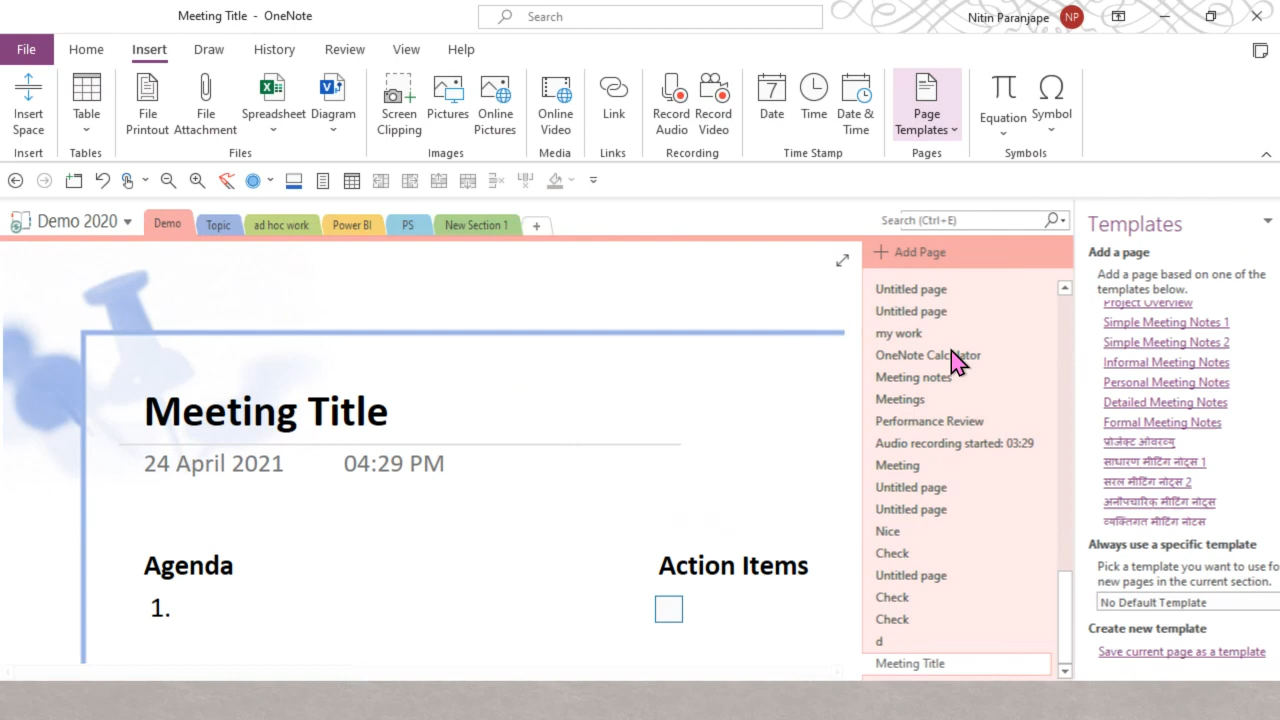 Meeting Title - OneNote
Search
Nitin Paranjape
NP
File
Home
Insert
Draw
History
Review
View
Help
Insert
Space
Table
File
Printout
File
Attachment
Spreadsheet
Diagram
Screen
Clipping
Pictures
Online
Pictures
Online
Video
Link
Record
Audio
Record
Video
Date
Time
Date &
Time
Page
Templates
Equation
Symbol
Insert
Tables
Files
Images
Media
Links
Recording
Time Stamp
Pages
Symbols
Demo 2020
Demo
Topic
ad hoc work
Power BI
PS
New Section 1
Search (Ctrl+E)
Add Page
Untitled page
Untitled page
my work
OneNote Calculator
Meeting notes
Meetings
Performance Review
Audio recording started: 03:29
Meeting
Untitled page
Untitled page
Nice
Check
Untitled page
Check
Check
d
Meeting Title
Meeting Title
24 April 2021 04:29 PM
Agenda
Action Items
1.
Templates
Add a page
Add a page based on one of the
templates below.
Project Overview
Simple Meeting Notes 1
Simple Meeting Notes 2
Informal Meeting Notes
Personal Meeting Notes
Detailed Meeting Notes
Formal Meeting Notes
प्रोजेक्ट ओवरव्यू
साधारण मीटिंग नोट्स 1
सरल मीटिंग नोट्स 2
अनौपचारिक मीटिंग नोट्स
व्यक्तिगत मीटिंग नोट्स
Always use a specific template
Pick a template you want to use fo
new pages in the current section.
No Default Template
Create new template
Save current page as a template